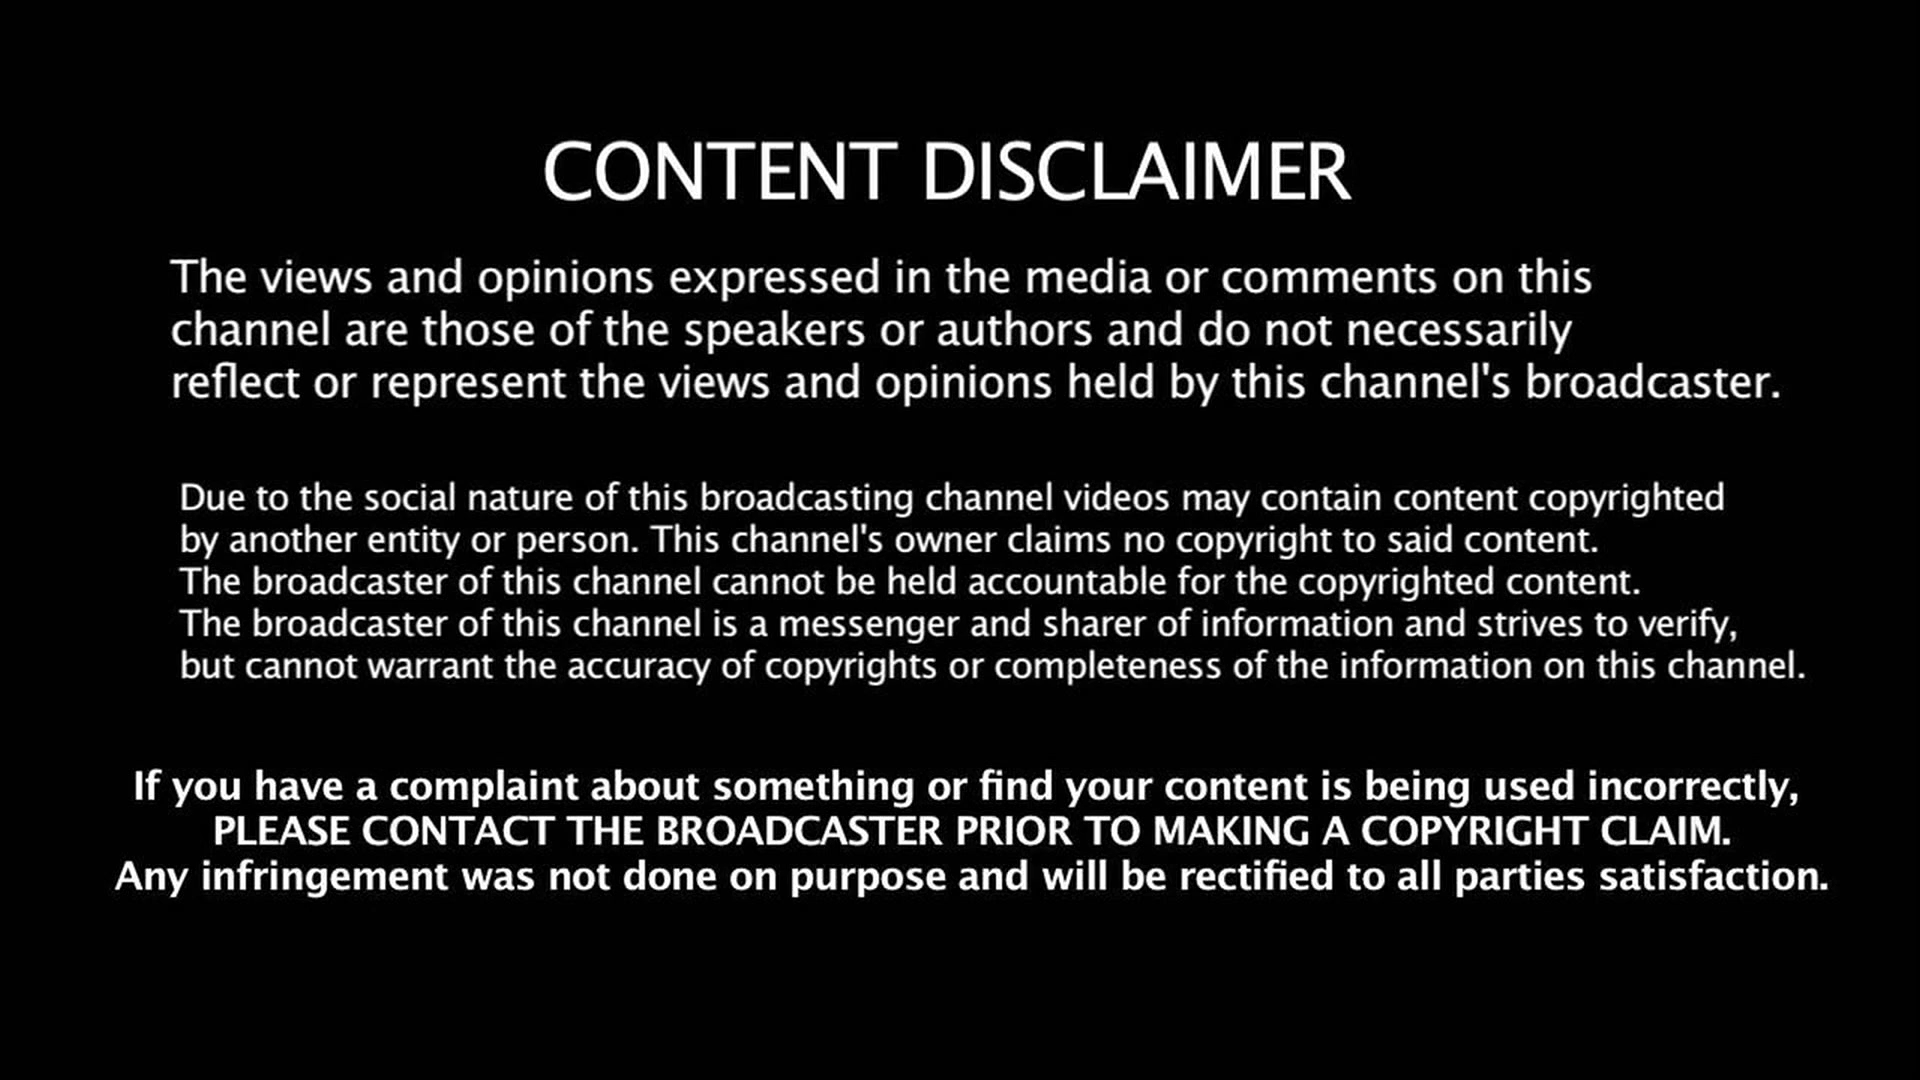 CONTENT DISCLAIMER
The views and opinions expressed in the media or comments on this
channel are those of the speakers or authors and do not necessarily
reflect or represent the views and opinions held by this channel's broadcaster.
Due to the social nature of this broadcasting channel videos may contain content copyrighted
by another entity or person. This channel's owner claims no copyright to said content.
The broadcaster of this channel cannot be held accountable for the copyrighted content.
The broadcaster of this channel is a messenger and sharer of information and strives to verify,
but cannot warrant the accuracy of copyrights or completeness of the information on this channel.
If you have a complaint about something or find your content is being used incorrectly,
PLEASE CONTACT THE BROADCASTER PRIOR TO MAKING A COPYRIGHT CLAIM.
Any infringement was not done on purpose and will be rectified to all parties satisfaction.